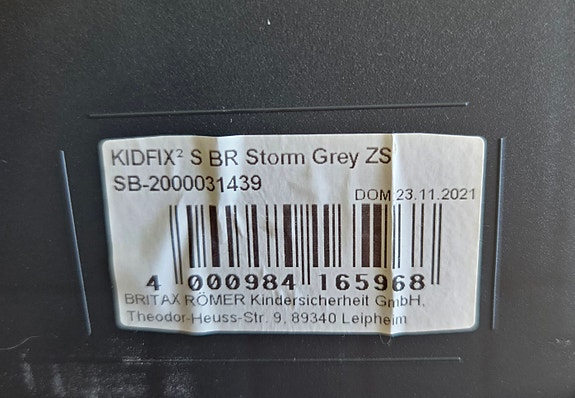 KIDFIX² S BR Storm Grey ZS
SB-2000031439
DOM 23.11.2021
4 000984 165968
BRITAX RÖMER Kindersicherheit GmbH,
Theodor-Heuss-Str. 9, 89340 Leipheim